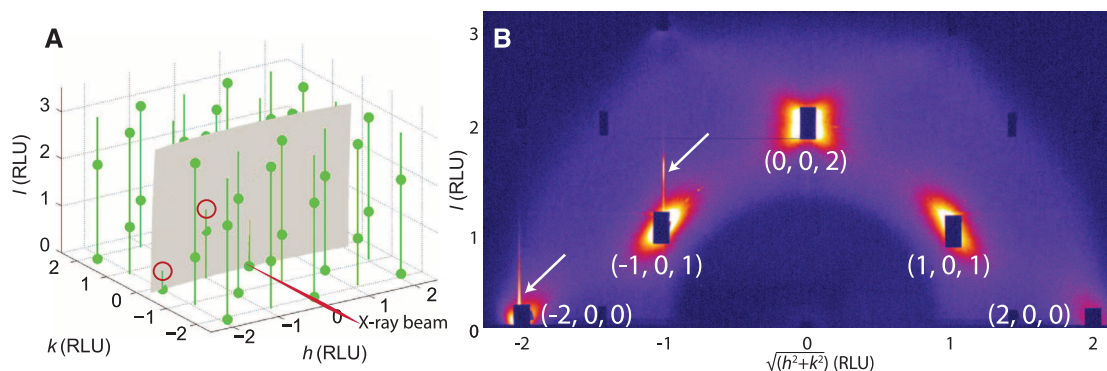 A
3
2
1
0
l (RLU)
2
1
0
−1
−2
k (RLU)
−2
−1
0
1
2
h (RLU)
X-ray beam
B
3
2
1
0
l (RLU)
(0, 0, 2)
(-1, 0, 1)
(1, 0, 1)
(-2, 0, 0)
(2, 0, 0)
-2
-1
0
1
2
√(h²+k²) (RLU)